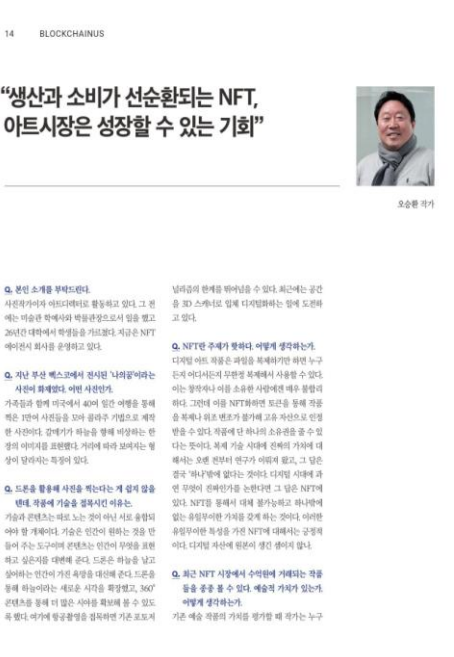 14 BLOCKCHAINUS
“생산과 소비가 선순환되는 NFT,
아트시장은 성장할 수 있는 기회”
오승환 작가
Q. 본인 소개를 부탁드린다.
사진작가이자 아트디렉터로 활동하고 있다. 그 전
에는 미술관 학예사와 박물관장으로서 일을 했고
26년간 대학에서 학생들을 가르쳤다. 지금은 NFT
에이전시 회사를 운영하고 있다.
Q. 지난 부산 벡스코에서 전시된 ‘나의꿈’이라는
사진이 화제였다. 어떤 사진인가.
가족들과 함께 미국에서 40여 일간 여행을 통해
찍은 1만여 사진들을 모아 콜라주 기법으로 제작
한 사진이다. 갈매기가 하늘을 향해 비상하는 한
장의 이미지를 표현했다. 거리에 따라 보여지는 형
상이 달라지는 특징이 있다.
Q. 드론을 활용해 사진을 찍는다는 게 쉽지 않을
텐데, 작품에 기술을 접목시킨 이유는.
기술과 콘텐츠는 따로 노는 것이 아닌 서로 융합되
어야 할 개체이다. 기술은 인간이 원하는 것을 만
들어 주는 도구이며 콘텐츠는 인간이 무엇을 표현
하고 싶은지를 대변해 준다. 드론은 하늘을 날고
싶어하는 인간이 가진 욕망을 대신해 준다. 드론을
통해 하늘이라는 새로운 시각을 확장했고, 360°
콘텐츠를 통해 더 많은 시야를 확보해 볼 수 있도
록 했다. 여기에 항공촬영을 접목하면 기존 포토저
널리즘의 한계를 뛰어넘을 수 있다. 최근에는 공간
을 3D 스캐너로 입체 디지털화하는 일에 도전하
고 있다.
Q. NFT란 주제가 핫하다. 어떻게 생각하는가.
디지털 아트 작품은 파일을 복제하기만 하면 누구
든지 어디서든지 무한정 복제해서 사용할 수 있다.
이는 창작자나 이를 소유한 사람에겐 매우 불합리
하다. 그런데 이를 NFT화하면 토큰을 통해 작품
을 복제나 위조 변조가 불가해 고유 자산으로 인정
받을 수 있다. 작품에 단 하나의 소유권을 줄 수 있
다는 뜻이다. 복제 기술 시대에 진짜의 가치에 대
해서는 오랜 전부터 연구가 이뤄져 왔고, 그 답은
결국 ‘하나’밖에 없다는 것이다. 디지털 시대에 과
연 무엇이 진짜인가를 논한다면 그 답은 NFT에
있다. NFT를 통해서 대체 불가능하고 하나밖에
없는 유일무이한 가치를 갖게 하는 것이다. 이러한
유일무이한 특성을 가진 NFT에 대해서는 긍정적
이다. 디지털 자산에 원본이 생긴 셈이지 않나.
Q. 최근 NFT 시장에서 수억원에 거래되는 작품
들을 종종 볼 수 있다. 예술적 가치가 있는가.
어떻게 생각하는가.
기존 예술 작품의 가치를 평가할 때 작가는 누구